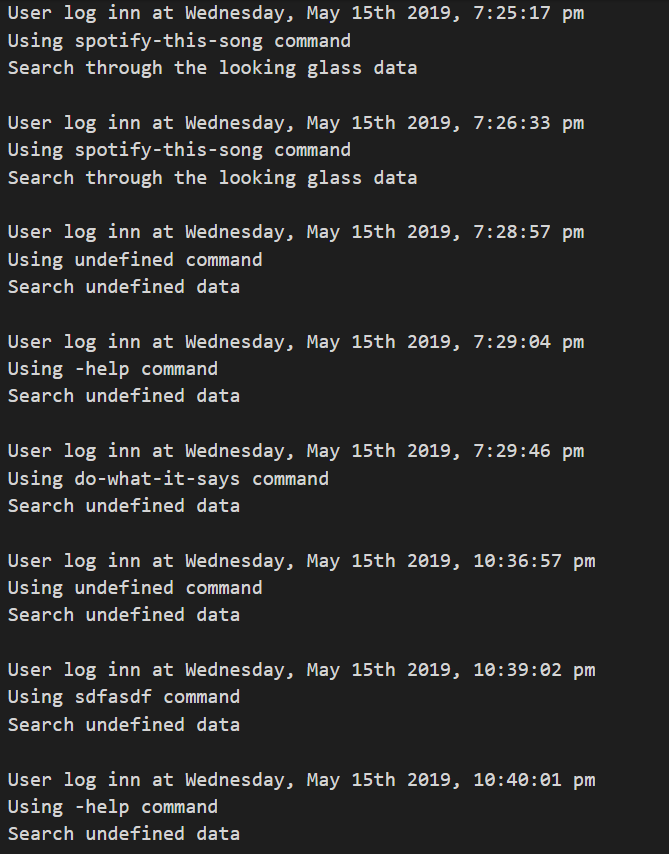 User log inn at Wednesday, May 15th 2019, 7:25:17 pm
Using spotify-this-song command
Search through the looking glass data

User log inn at Wednesday, May 15th 2019, 7:26:33 pm
Using spotify-this-song command
Search through the looking glass data

User log inn at Wednesday, May 15th 2019, 7:28:57 pm
Using undefined command
Search undefined data

User log inn at Wednesday, May 15th 2019, 7:29:04 pm
Using -help command
Search undefined data

User log inn at Wednesday, May 15th 2019, 7:29:46 pm
Using do-what-it-says command
Search undefined data

User log inn at Wednesday, May 15th 2019, 10:36:57 pm
Using undefined command
Search undefined data

User log inn at Wednesday, May 15th 2019, 10:39:02 pm
Using sdfasdf command
Search undefined data

User log inn at Wednesday, May 15th 2019, 10:40:01 pm
Using -help command
Search undefined data